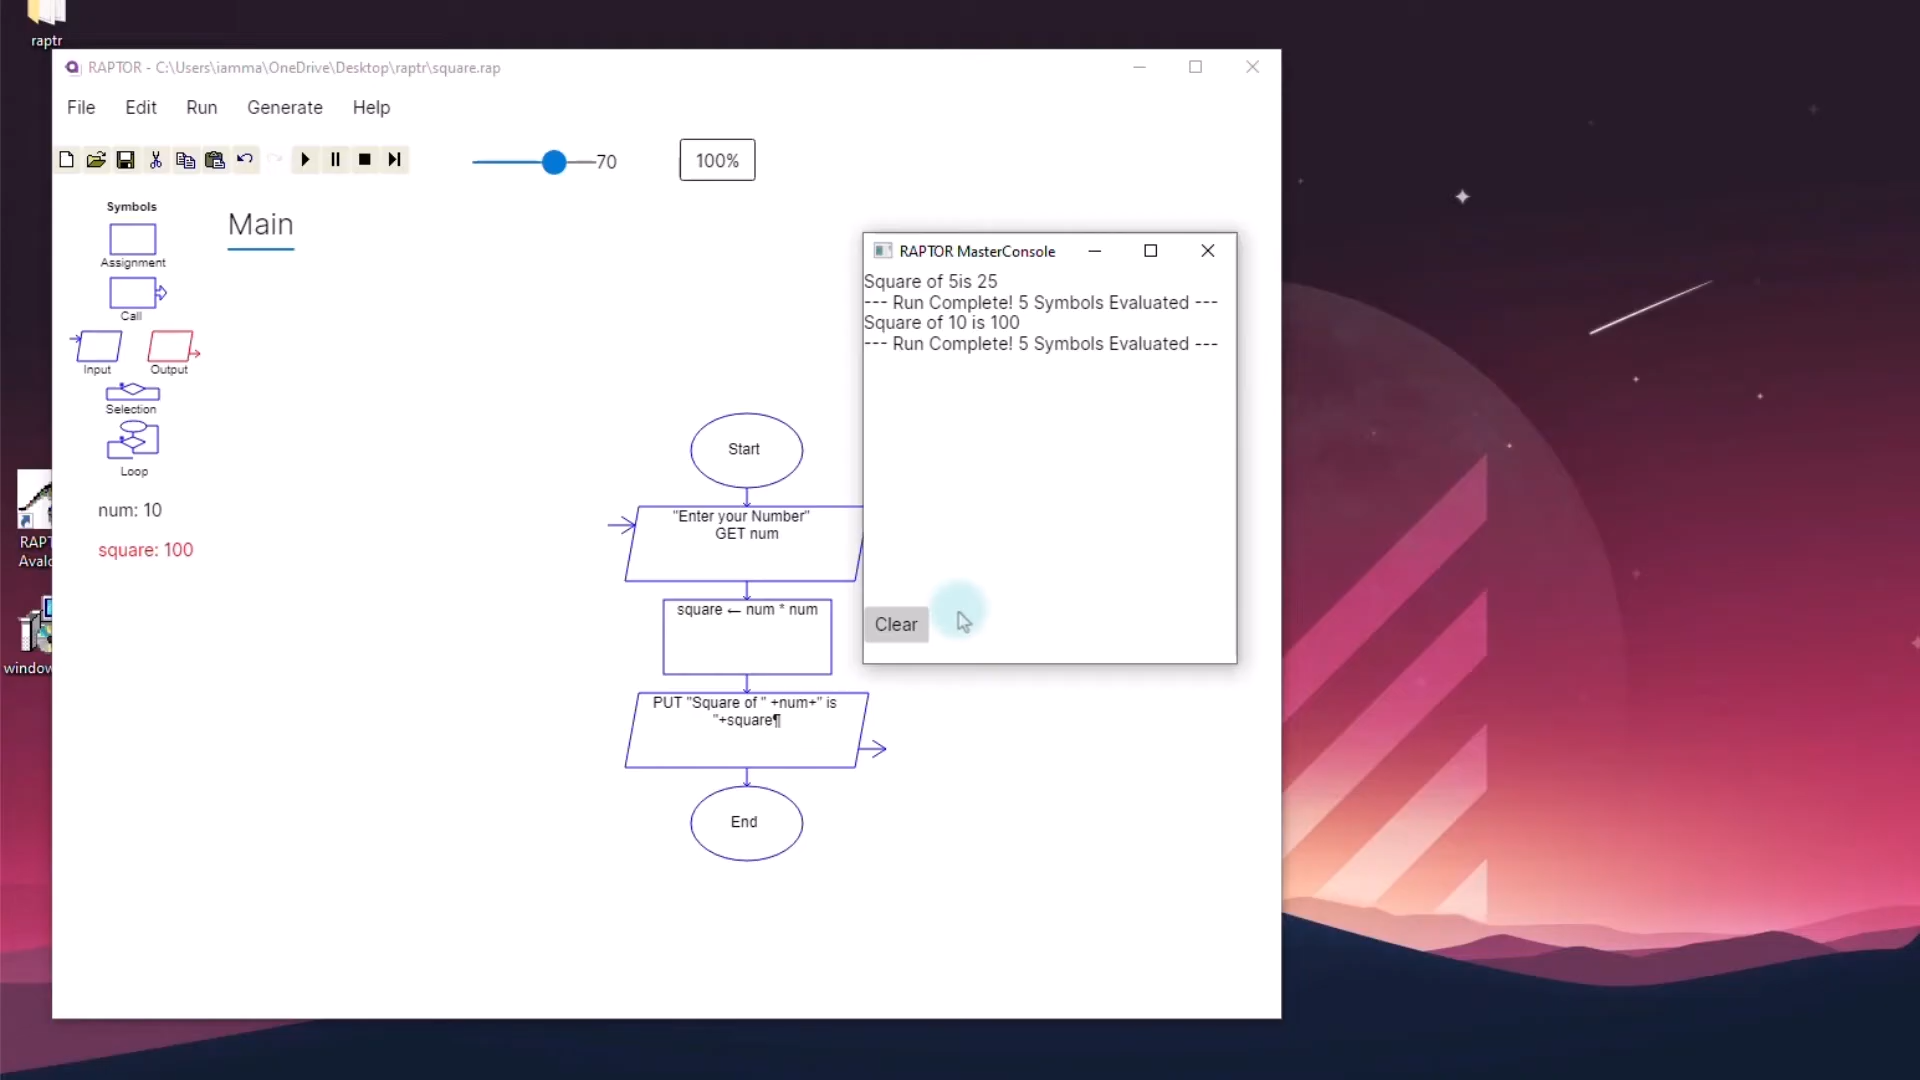 raptr
RAPTOR - C:\Users\iamma\OneDrive\Desktop\raptr\square.rap
File Edit Run Generate Help
70
100%
Symbols
Assignment
Call
Input Output
Selection
Loop
num: 10
square: 100
Main
Start
"Enter your Number"
GET num
square ← num * num
PUT "Square of " +num+" is
"+square¶
End
RAPTOR MasterConsole
Square of 5is 25
--- Run Complete! 5 Symbols Evaluated ---
Square of 10 is 100
--- Run Complete! 5 Symbols Evaluated ---
Clear
RAPT
Avalo
window